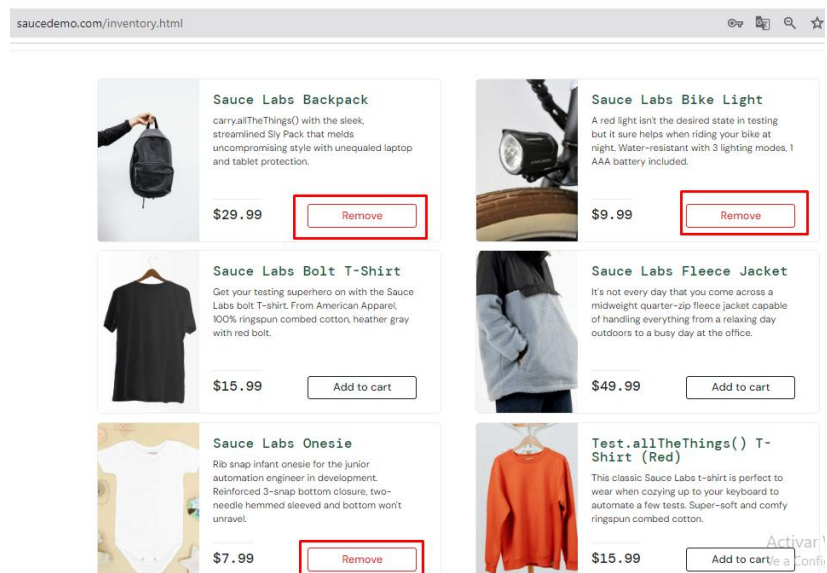 saucedemo.com/inventory.html
Sauce Labs Backpack
carry.allTheThings() with the sleek,
streamlined Sly Pack that melds
uncompromising style with unequaled laptop
and tablet protection.
$29.99
Remove
Sauce Labs Bike Light
A red light isn't the desired state in testing
but it sure helps when riding your bike at
night. Water-resistant with 3 lighting modes, 1
AAA battery included.
$9.99
Remove
Sauce Labs Bolt T-Shirt
Get your testing superhero on with the Sauce
Labs bolt T-shirt. From American Apparel,
100% ringspun combed cotton, heather gray
with red bolt.
$15.99
Add to cart
Sauce Labs Fleece Jacket
It's not every day that you come across a
midweight quarter-zip fleece jacket capable
of handling everything from a relaxing day
outdoors to a busy day at the office.
$49.99
Add to cart
Sauce Labs Onesie
Rib snap infant onesie for the junior
automation engineer in development.
Reinforced 3-snap bottom closure, two-
needle hemmed sleeved and bottom won't
unravel.
$7.99
Remove
Test.allTheThings() T-
Shirt (Red)
This classic Sauce Labs t-shirt is perfect to
wear when cozying up to your keyboard to
automate a few tests. Super-soft and comfy
ringspun combed cotton.
$15.99
Add to cart
Activar